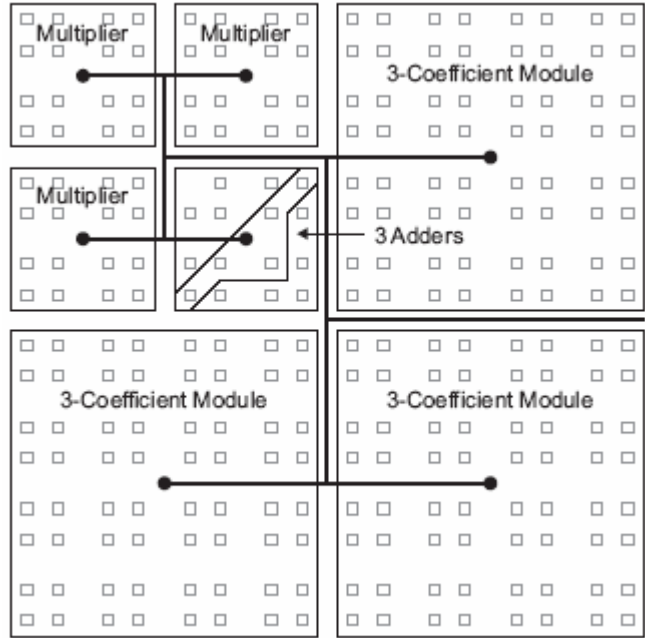 Multiplier
Multiplier
3-Coefficient Module
Multiplier
3 Adders
3-Coefficient Module
3-Coefficient Module